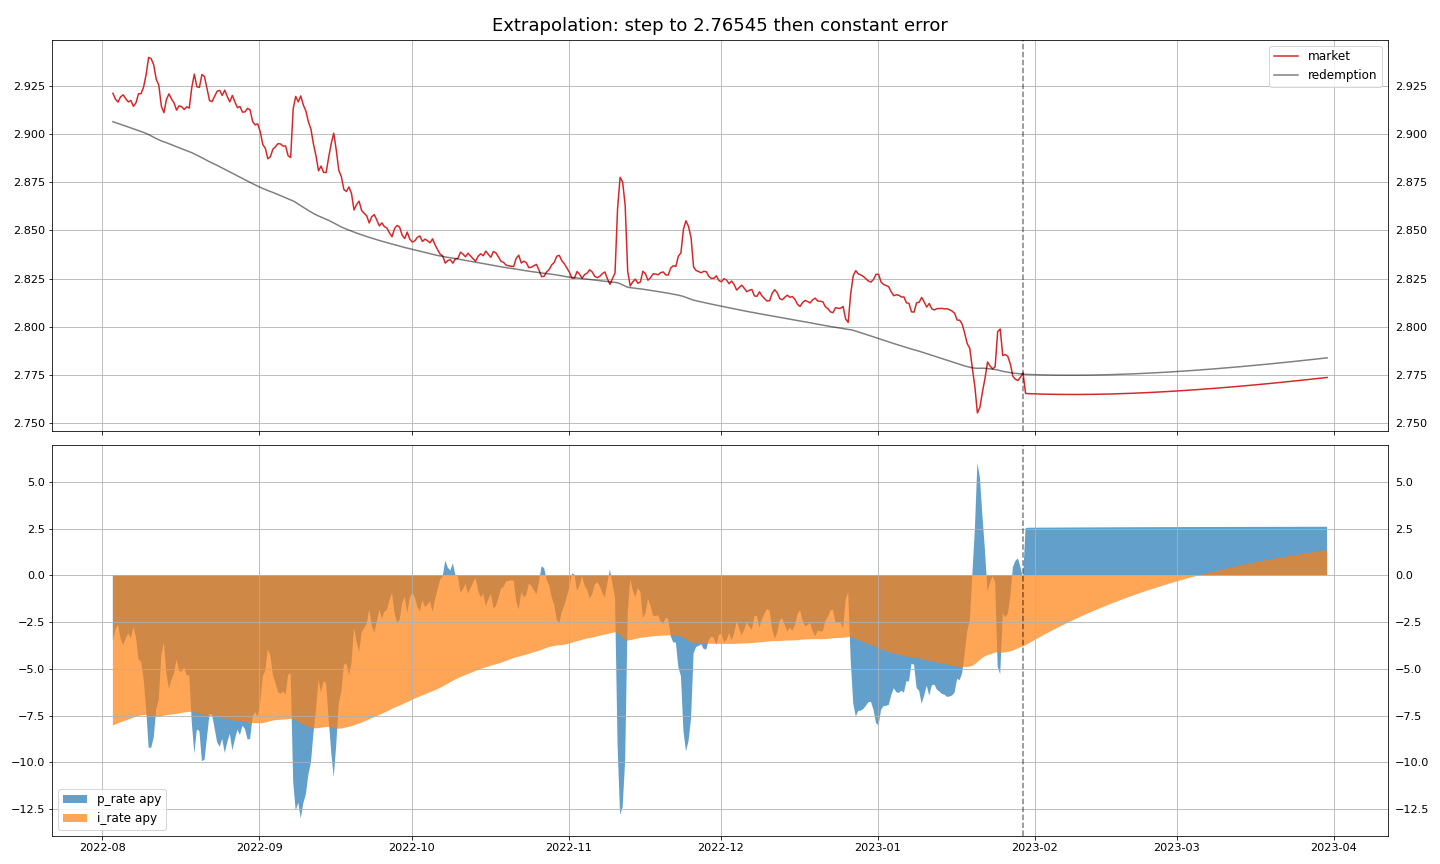 Extrapolation: step to 2.76545 then constant error
market
redemption
2.925 2.925
2.900 2.900
2.875 2.875
2.850 2.850
2.825 2.825
2.800 2.800
2.775 2.775
2.750 2.750
5.0 5.0
2.5 2.5
0.0 0.0
−2.5 −2.5
−5.0 −5.0
−7.5 −7.5
−10.0 −10.0
−12.5 −12.5
p_rate apy
i_rate apy
2022-08 2022-09 2022-10 2022-11 2022-12 2023-01 2023-02 2023-03 2023-04